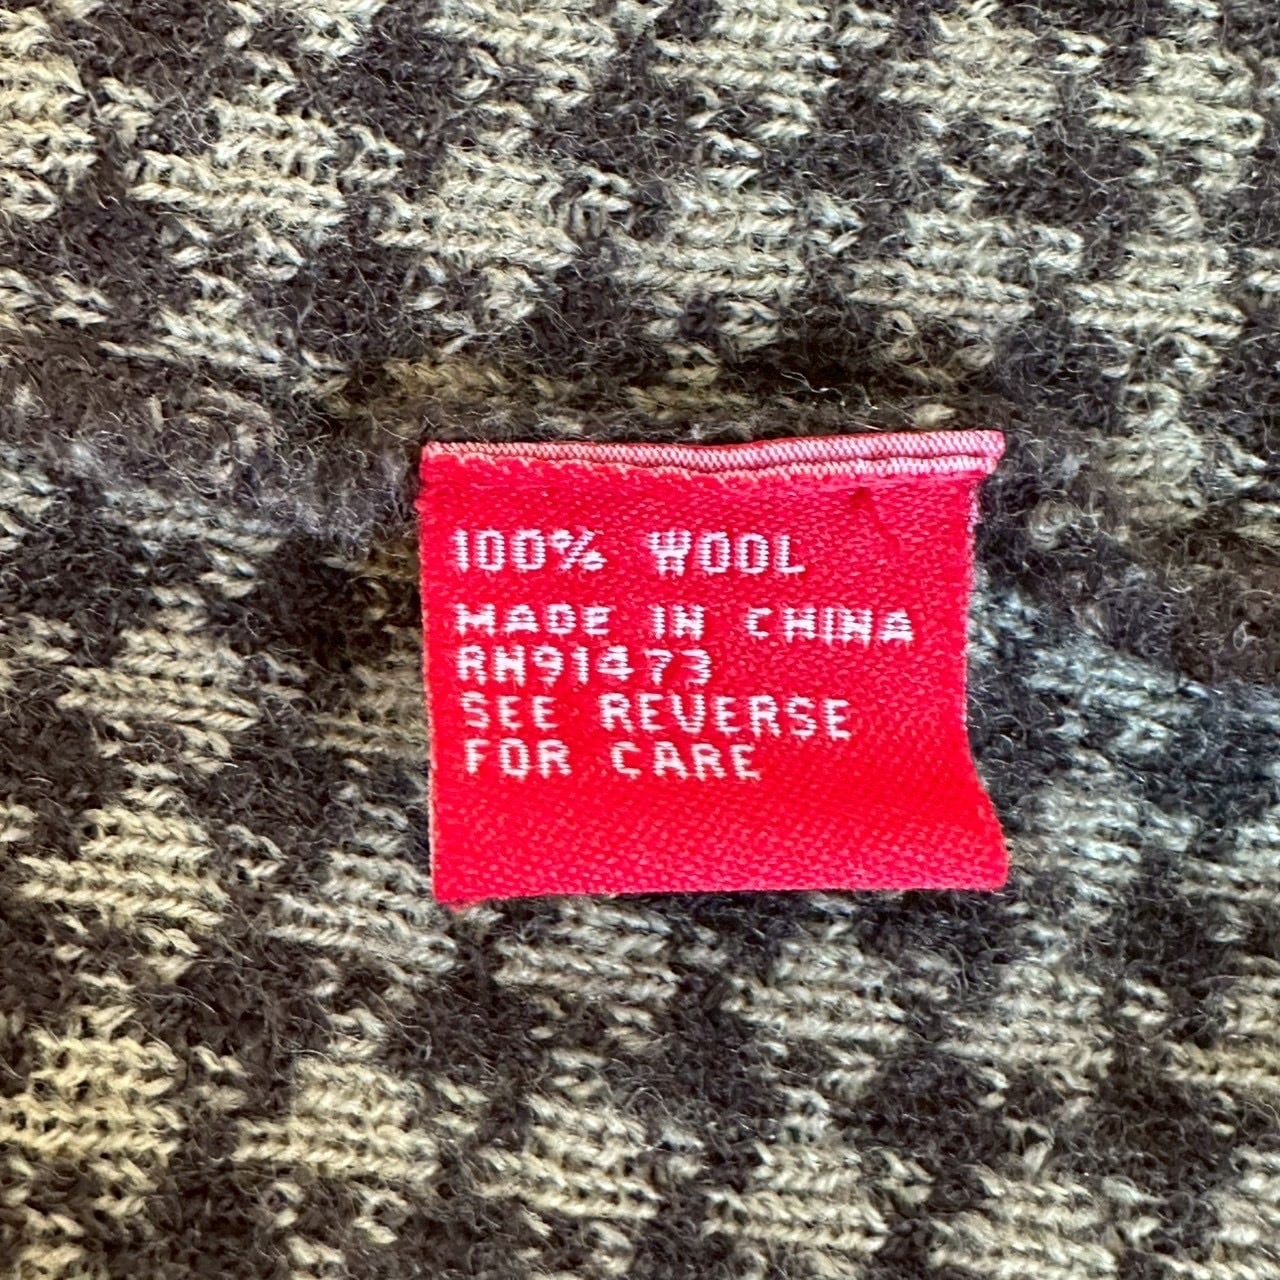 100% WOOL
MADE IN CHINA
RN91473
SEE REVERSE
FOR CARE